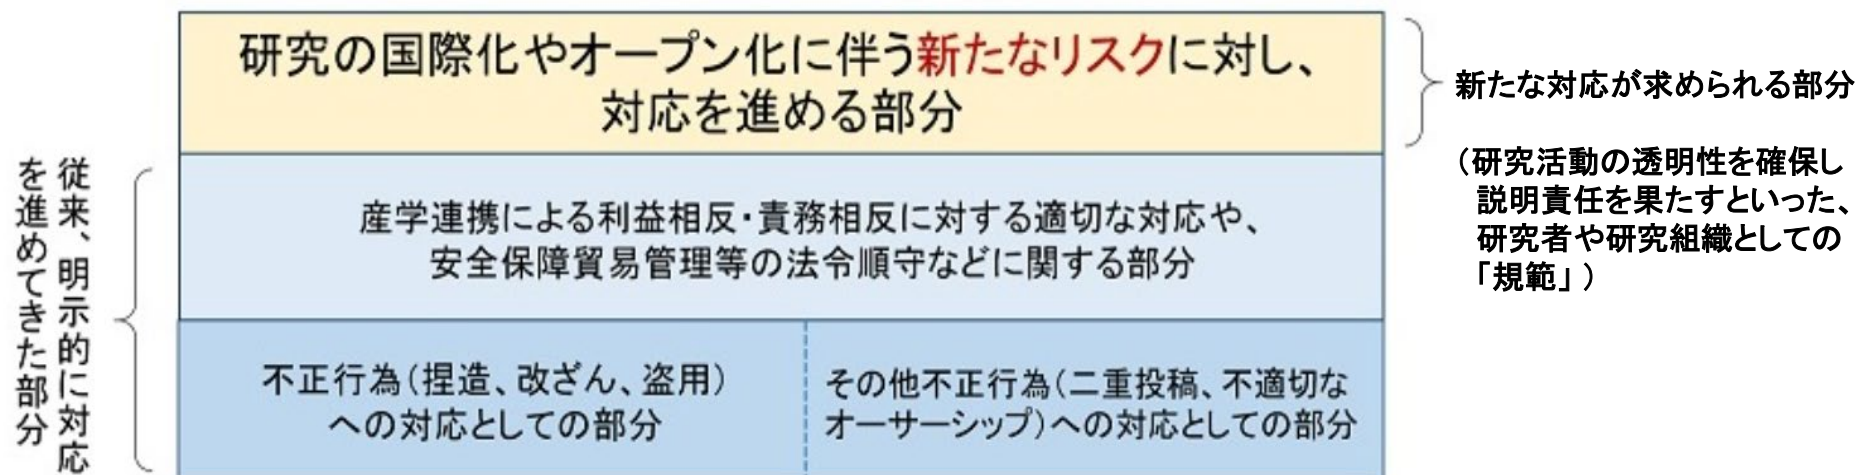 研究の国際化やオープン化に伴う新たなリスクに対し、
対応を進める部分
新たな対応が求められる部分
（研究活動の透明性を確保し
説明責任を果たすといった、
研究者や研究組織としての
「規範」）
従来、明示的に対応
を進めてきた部分
産学連携による利益相反・責務相反に対する適切な対応や、
安全保障貿易管理等の法令順守などに関する部分
不正行為（捏造、改ざん、盗用）
への対応としての部分
その他不正行為（二重投稿、不適切な
オーサーシップ）への対応としての部分